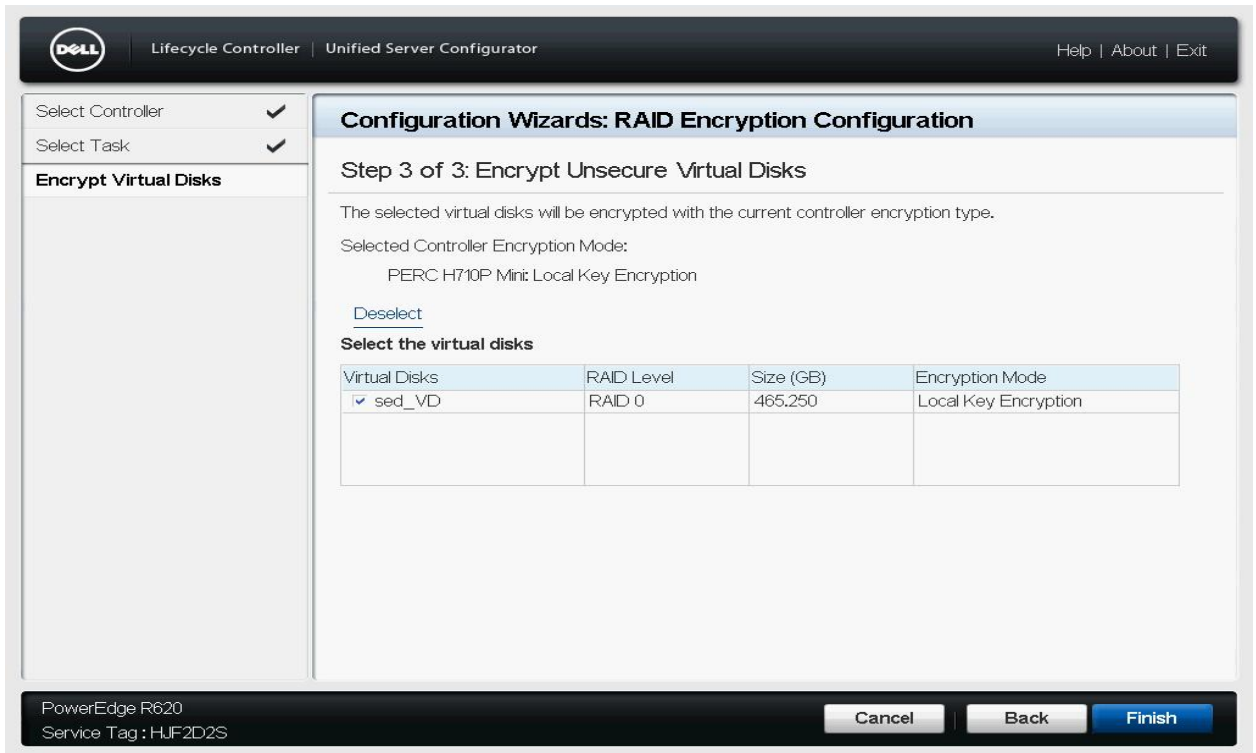 DELL
Lifecycle Controller | Unified Server Configurator
Help | About | Exit
Select Controller
Select Task
Encrypt Virtual Disks
Configuration Wizards: RAID Encryption Configuration
Step 3 of 3: Encrypt Unsecure Virtual Disks
The selected virtual disks will be encrypted with the current controller encryption type.
Selected Controller Encryption Mode:
PERC H710P Mini: Local Key Encryption
Deselect
Select the virtual disks
Virtual Disks RAID Level Size (GB) Encryption Mode
sed_VD RAID 0 465.250 Local Key Encryption
PowerEdge R620
Service Tag : HJF2D2S
Cancel | Back Finish